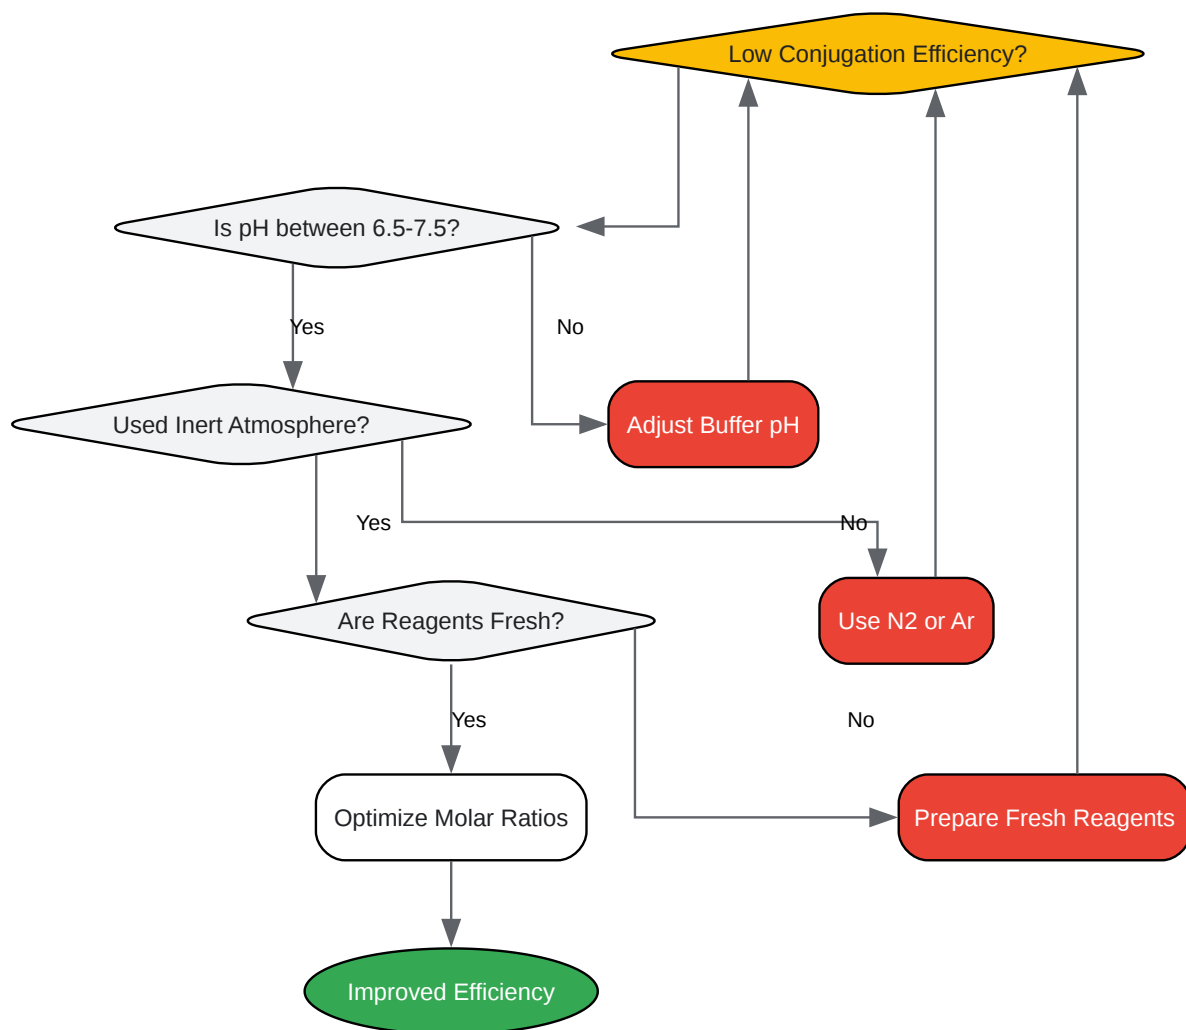 Low Conjugation Efficiency?
Is pH between 6.5-7.5?
Yes
No
Used Inert Atmosphere?
Adjust Buffer pH
Yes
No
Are Reagents Fresh?
Use N2 or Ar
Yes
No
Optimize Molar Ratios
Prepare Fresh Reagents
Improved Efficiency